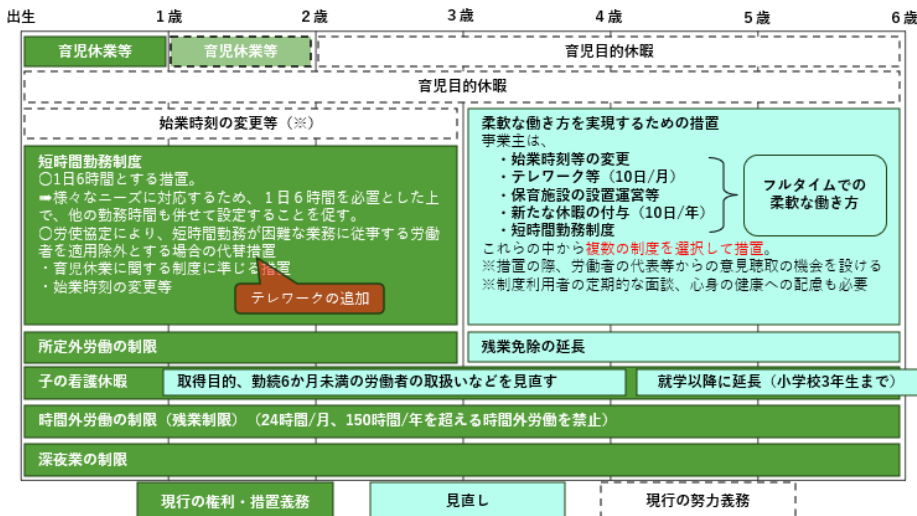 出生 1歳 2歳 3歳 4歳 5歳 6歳
育児休業等 育児休業等 育児目的休暇
育児目的休暇
始業時刻の変更等（※）
短時間勤務制度
〇1日6時間とする措置。
➡様々なニーズに対応するため、１日６時間を必置とした上
で、他の勤務時間も併せて設定することを促す。
〇労使協定により、短時間勤務が困難な業務に従事する労働
者を適用除外とする場合の代替措置
・育児休業に関する制度に準じる措置
・始業時刻の変更等
テレワークの追加
柔軟な働き方を実現するための措置
事業主は、
・始業時刻等の変更
・テレワーク等（10日/月）
・保育施設の設置運営等
・新たな休暇の付与（10日/年）
・短時間勤務制度
フルタイムでの
柔軟な働き方
これらの中から複数の制度を選択して措置。
※措置の際、労働者の代表等からの意見聴取の機会を設ける
※制度利用者の定期的な面談、心身の健康への配慮も必要
所定外労働の制限 残業免除の延長
子の看護休暇 取得目的、勤続6か月未満の労働者の取扱いなどを見直す 就学以降に延長（小学校3年生まで）
時間外労働の制限（残業制限）（24時間/月、150時間/年を超える時間外労働を禁止）
深夜業の制限
現行の権利・措置義務 見直し 現行の努力義務